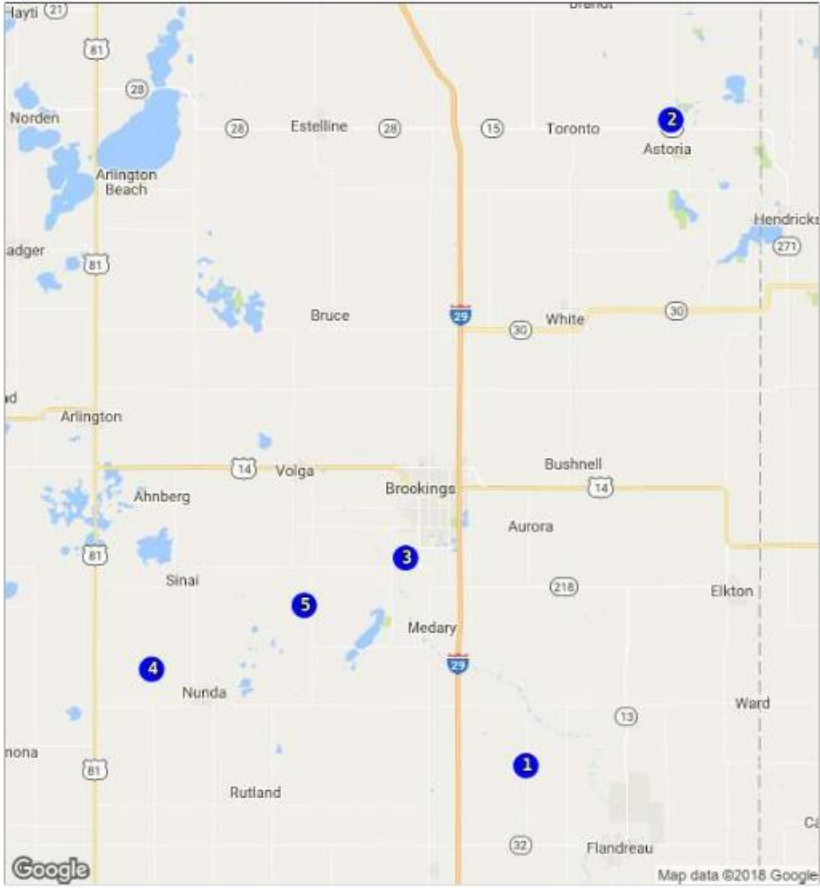 21
81
28
Norden
28
Estelline
28
15
Toronto
2
Astoria
Arlington
Beach
Hendricks
271
81
Bruce
29
White
30
30
Arlington
14
Volga
Bushnell
Brookings
14
Ahnberg
Aurora
81
3
Sinai
218
Elkton
5
Medary
29
4
Nunda
Ward
13
1
81
Rutland
32
Flandreau
Google
Map data ©2018 Google